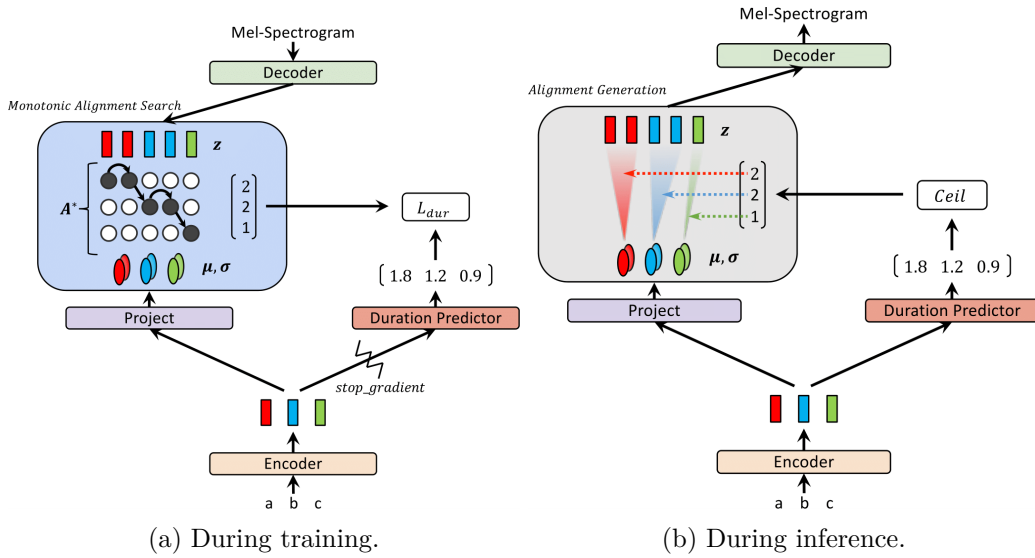 Mel-Spectrogram
Decoder
Monotonic Alignment Search
z
A*
2
2
1
L_dur
μ, σ
1.8 1.2 0.9
Project
Duration Predictor
stop_gradient
Encoder
a b c
(a) During training.
Mel-Spectrogram
Decoder
Alignment Generation
z
2
2
1
Ceil
μ, σ
1.8 1.2 0.9
Project
Duration Predictor
Encoder
a b c
(b) During inference.